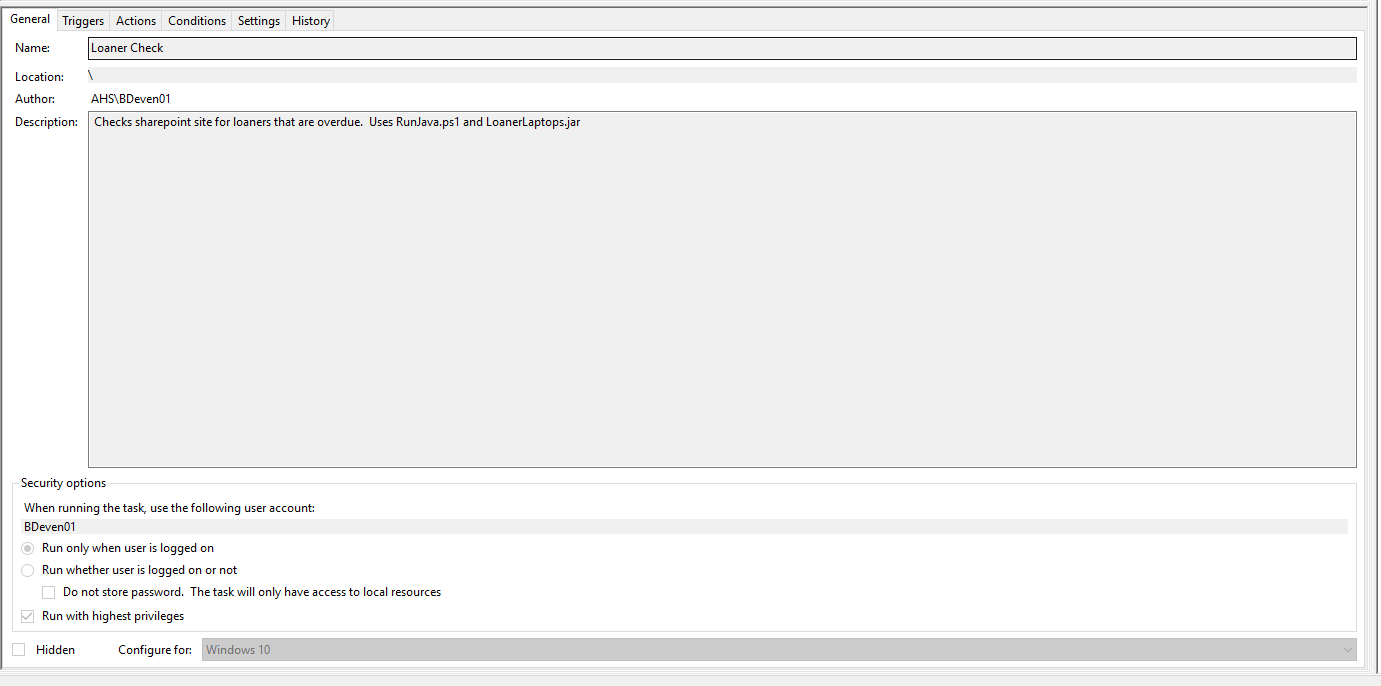 General Triggers Actions Conditions Settings History
Name: Loaner Check
Location: \
Author: AHS\BDeven01
Description: Checks sharepoint site for loaners that are overdue.  Uses RunJava.ps1 and LoanerLaptops.jar
Security options
When running the task, use the following user account:
BDeven01
Run only when user is logged on
Run whether user is logged on or not
Do not store password.  The task will only have access to local resources
Run with highest privileges
Hidden Configure for: Windows 10